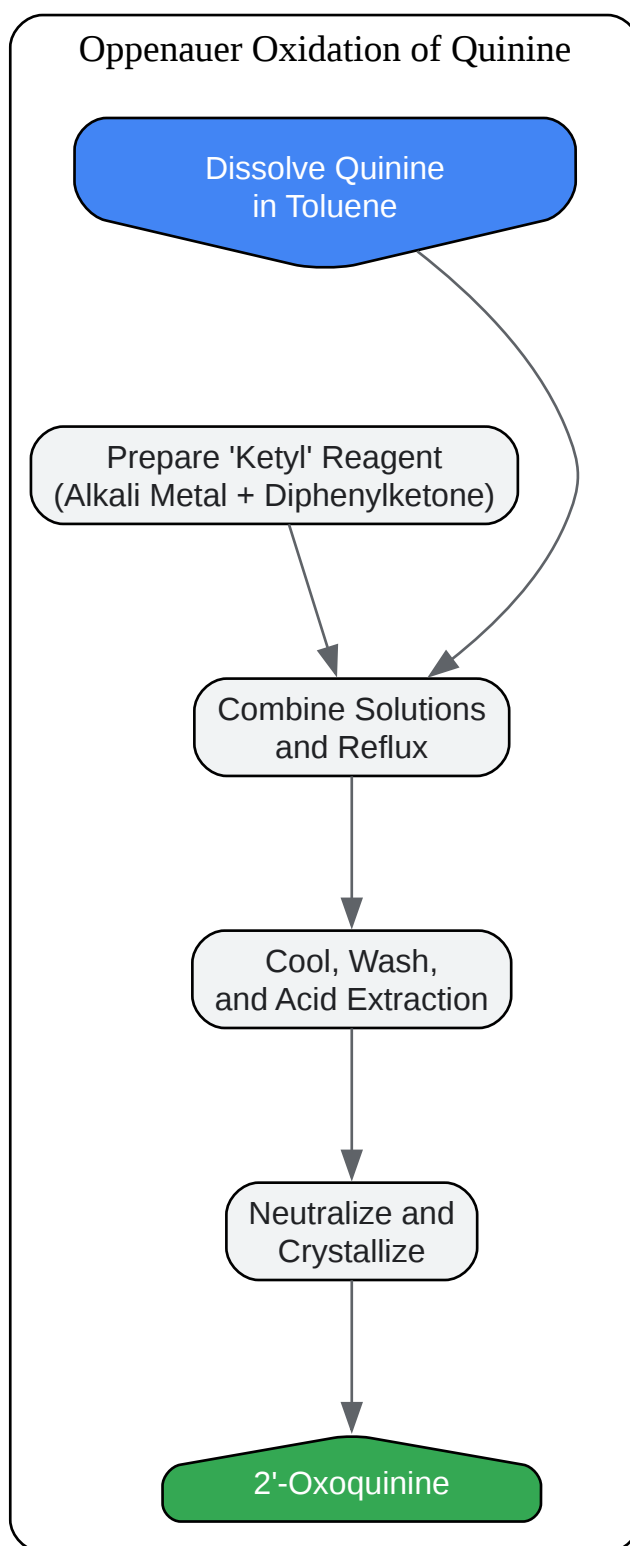 Oppenauer Oxidation of Quinine
Dissolve Quinine
in Toluene
Prepare 'Ketyl' Reagent
(Alkali Metal + Diphenylketone)
Combine Solutions
and Reflux
Cool, Wash,
and Acid Extraction
Neutralize and
Crystallize
2'-Oxoquinine